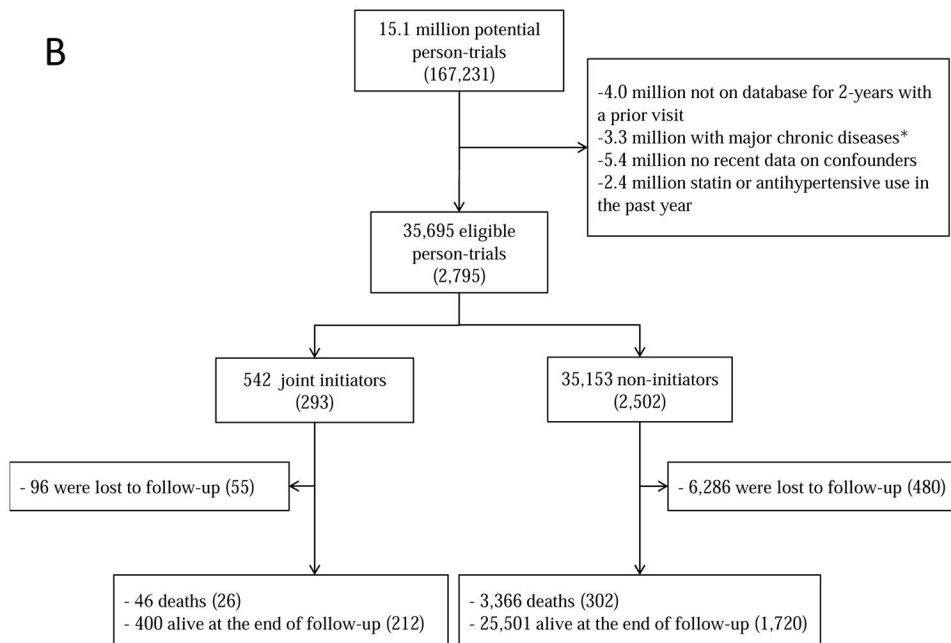 B
15.1 million potential
person-trials
(167,231)
-4.0 million not on database for 2-years with
a prior visit
-3.3 million with major chronic diseases*
-5.4 million no recent data on confounders
-2.4 million statin or antihypertensive use in
the past year
35,695 eligible
person-trials
(2,795)
542 joint initiators
(293)
35,153 non-initiators
(2,502)
- 96 were lost to follow-up (55)
- 6,286 were lost to follow-up (480)
- 46 deaths (26)
- 400 alive at the end of follow-up (212)
- 3,366 deaths (302)
- 25,501 alive at the end of follow-up (1,720)